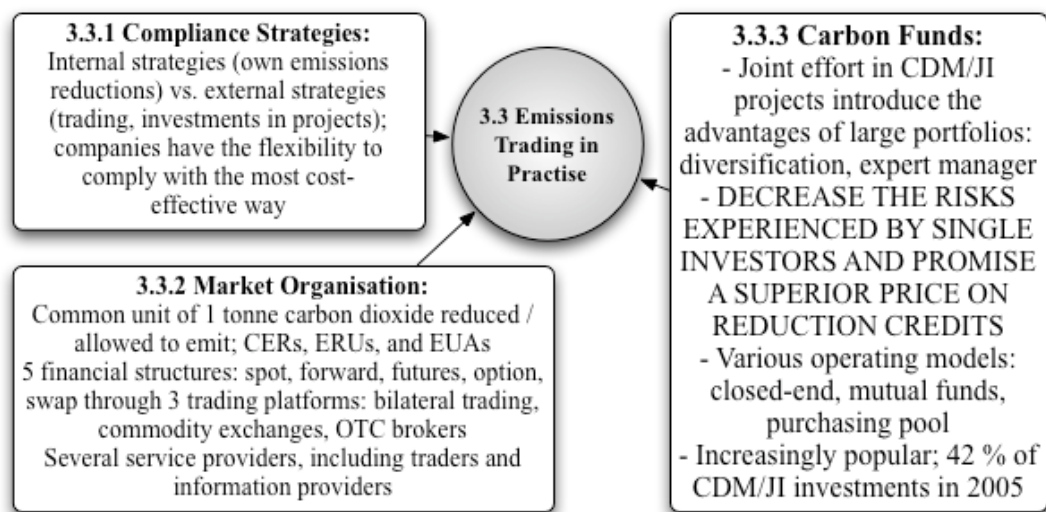 3.3.1 Compliance Strategies:
Internal strategies (own emissions
reductions) vs. external strategies
(trading, investments in projects);
companies have the flexibility to
comply with the most cost-
effective way
3.3 Emissions
Trading in
Practise
3.3.2 Market Organisation:
Common unit of 1 tonne carbon dioxide reduced /
allowed to emit; CERs, ERUs, and EUAs
5 financial structures: spot, forward, futures, option,
swap through 3 trading platforms: bilateral trading,
commodity exchanges, OTC brokers
Several service providers, including traders and
information providers
3.3.3 Carbon Funds:
- Joint effort in CDM/JI
projects introduce the
advantages of large portfolios:
diversification, expert manager
- DECREASE THE RISKS
EXPERIENCED BY SINGLE
INVESTORS AND PROMISE
A SUPERIOR PRICE ON
REDUCTION CREDITS
- Various operating models:
closed-end, mutual funds,
purchasing pool
- Increasingly popular; 42 % of
CDM/JI investments in 2005